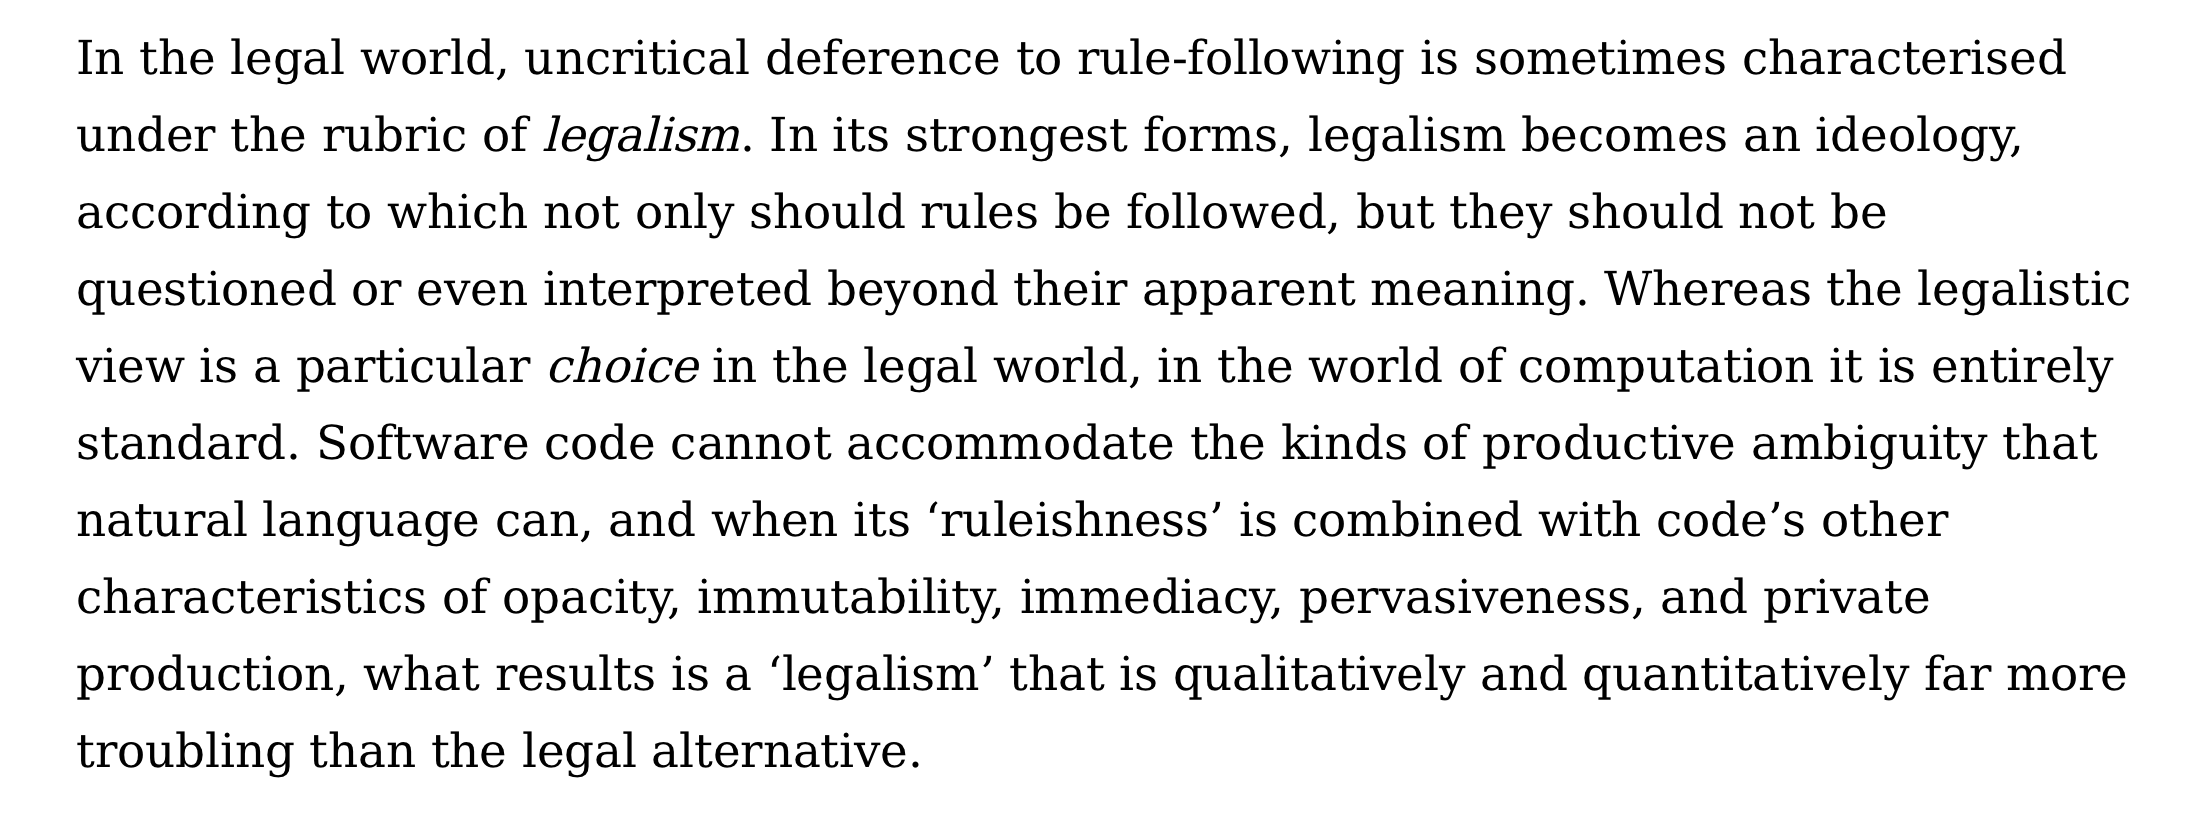 In the legal world, uncritical deference to rule-following is sometimes characterised
under the rubric of legalism. In its strongest forms, legalism becomes an ideology,
according to which not only should rules be followed, but they should not be
questioned or even interpreted beyond their apparent meaning. Whereas the legalistic
view is a particular choice in the legal world, in the world of computation it is entirely
standard. Software code cannot accommodate the kinds of productive ambiguity that
natural language can, and when its ‘ruleishness’ is combined with code’s other
characteristics of opacity, immutability, immediacy, pervasiveness, and private
production, what results is a ‘legalism’ that is qualitatively and quantitatively far more
troubling than the legal alternative.